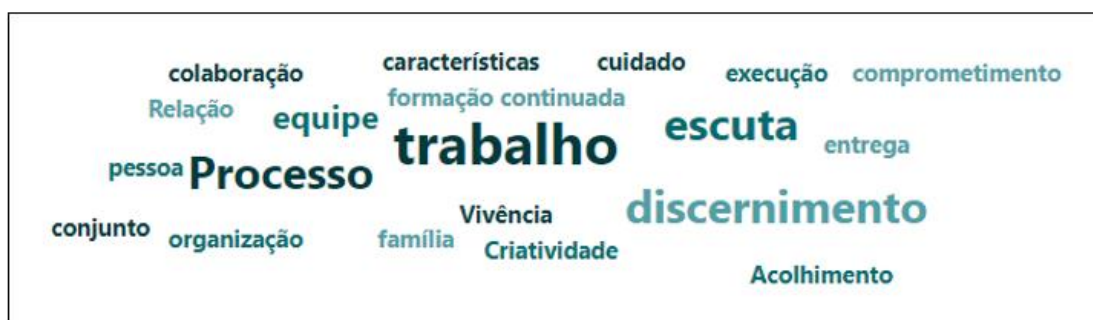 características cuidado
colaboração execução comprometimento
Relação formação continuada
equipe trabalho escuta
entrega
pessoa Processo
Vivência discernimento
conjunto organização família
Criatividade
Acolhimento